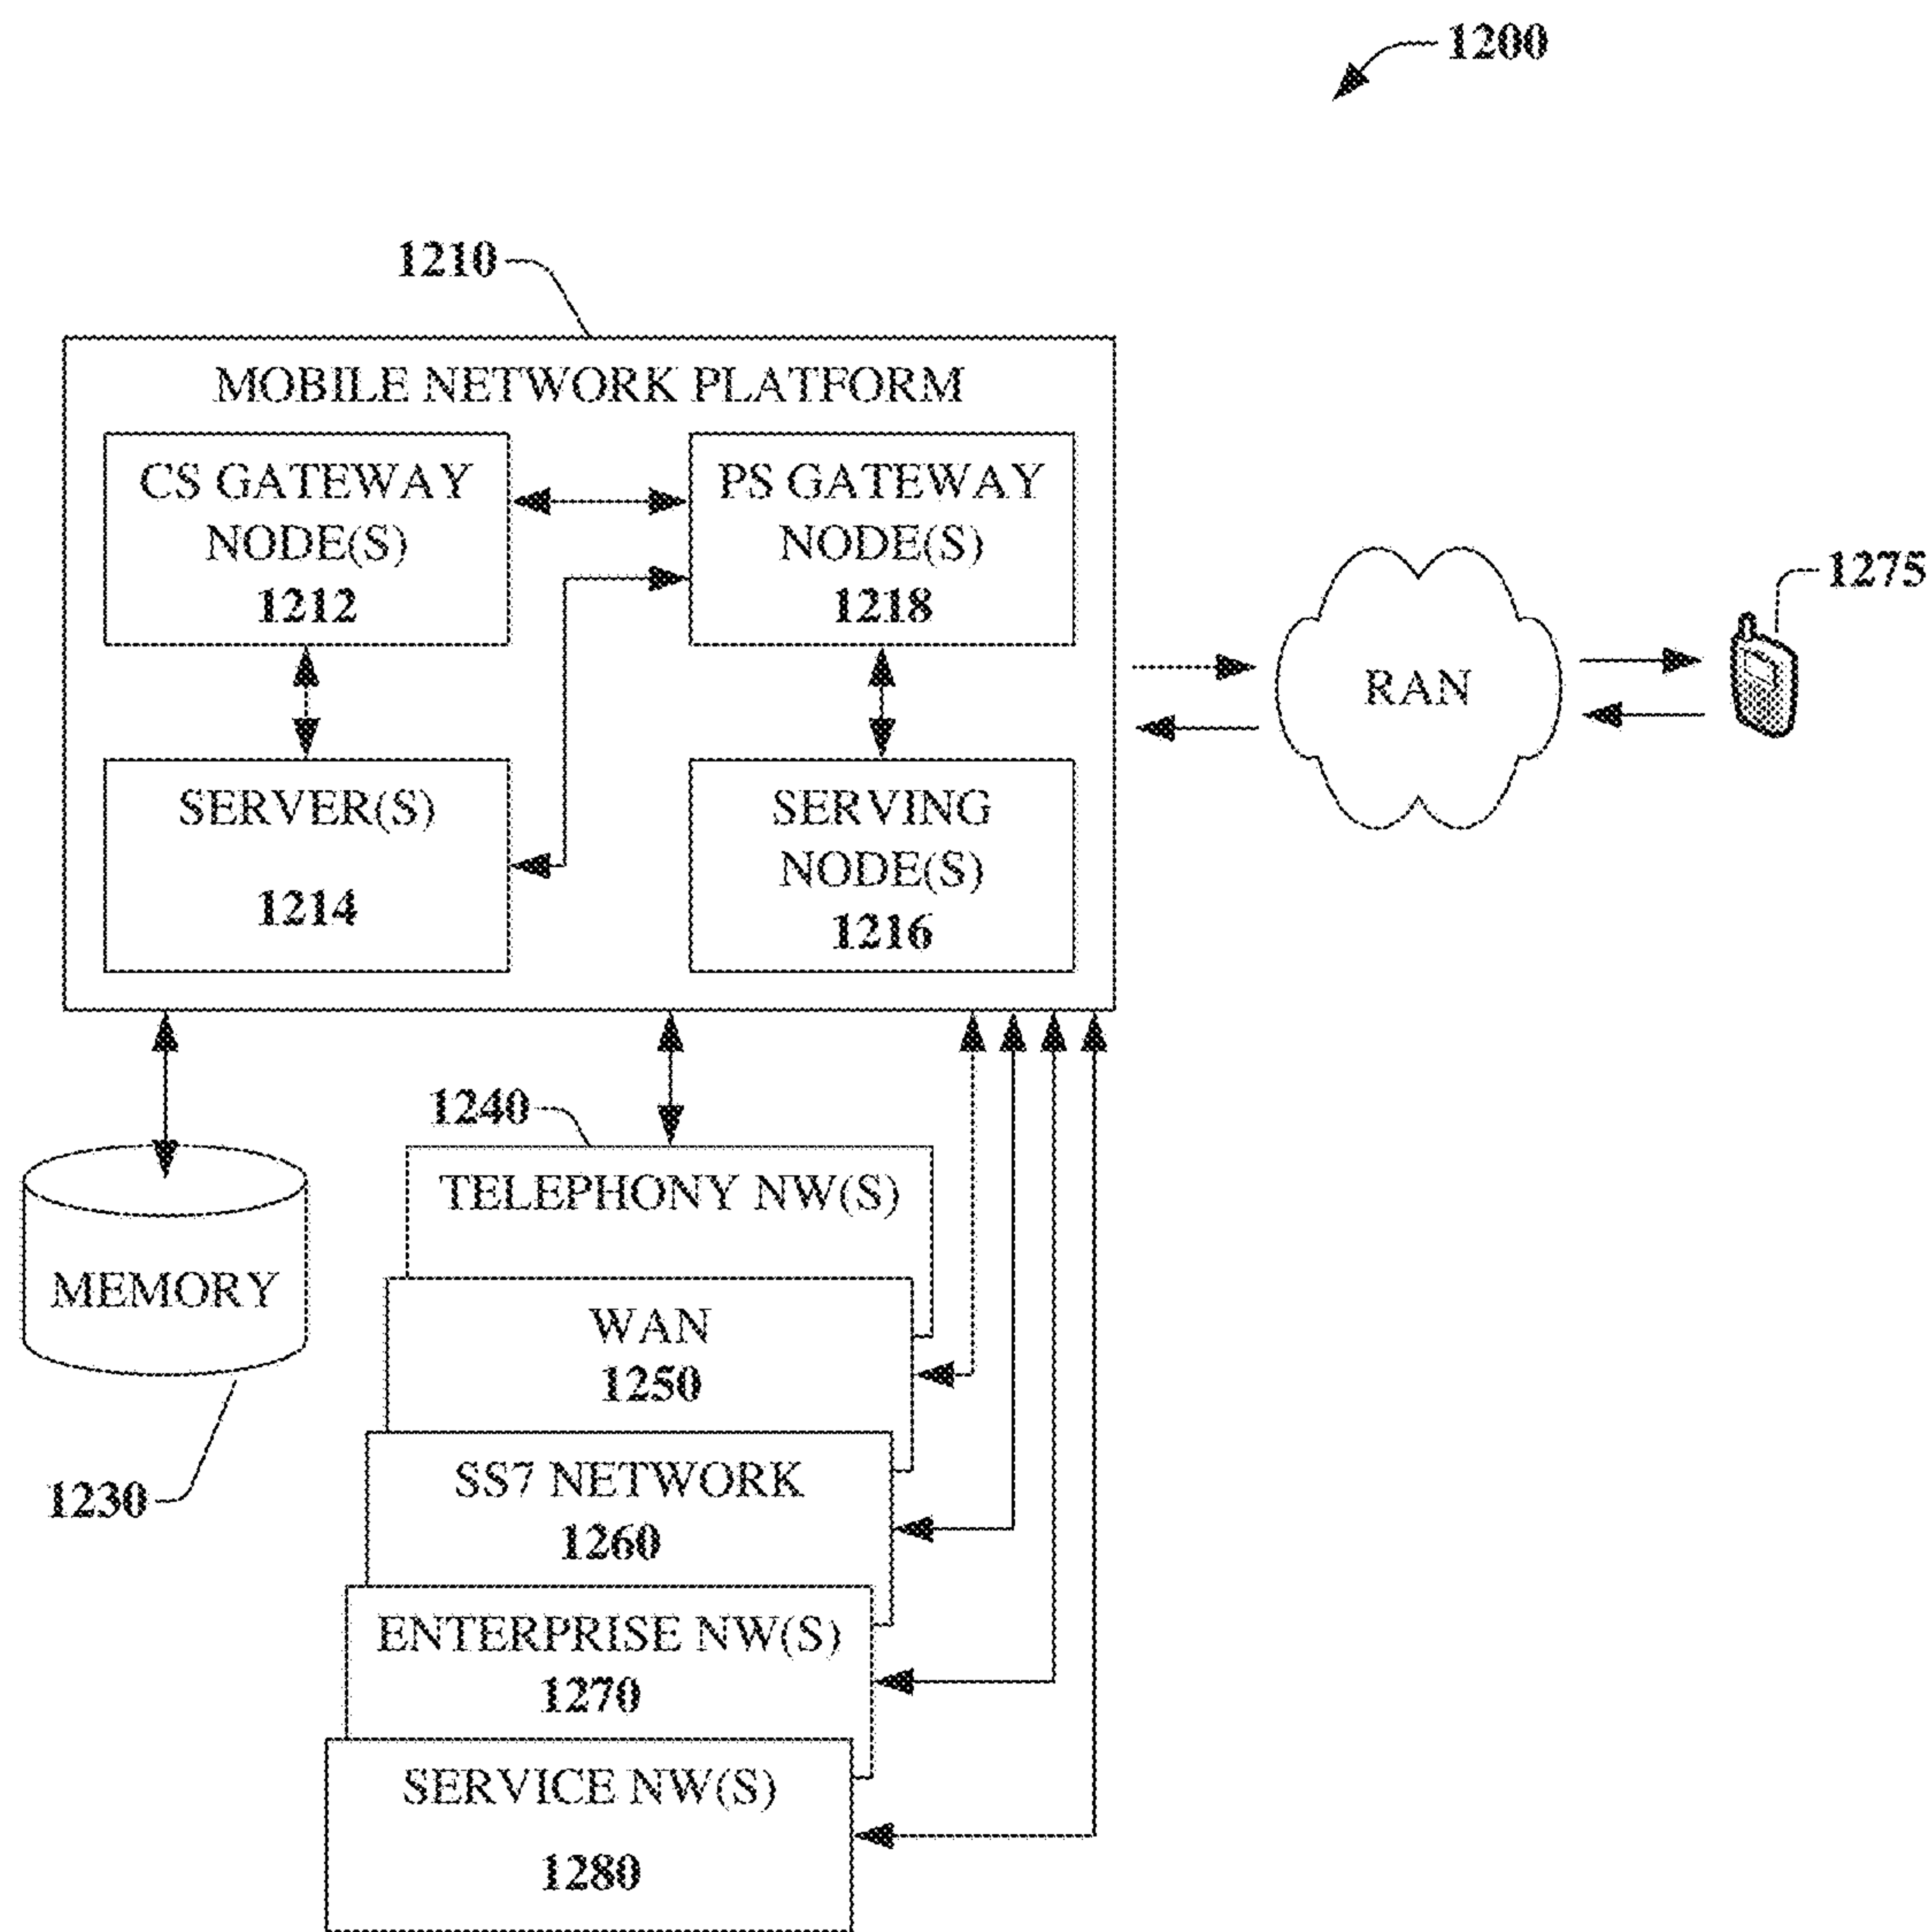 1200
1210
MOBILE NETWORK PLATFORM
CS GATEWAY
NODE(S)
1212
PS GATEWAY
NODE(S)
1218
SERVER(S)
1214
SERVING
NODE(S)
1216
RAN
1275
1240
TELEPHONY NW(S)
MEMORY
1230
WAN
1250
SS7 NETWORK
1260
ENTERPRISE NW(S)
1270
SERVICE NW(S)
1280